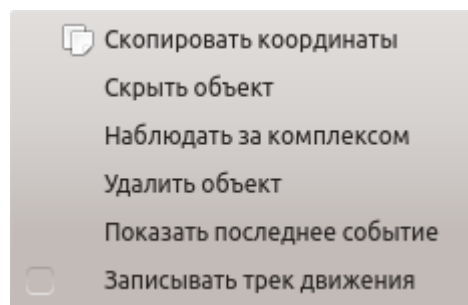 Скопировать координаты
Скрыть объект
Наблюдать за комплексом
Удалить объект
Показать последнее событие
Записывать трек движения